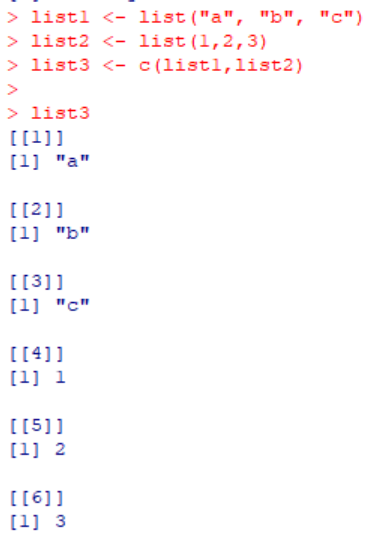 > list1 <- list("a", "b", "c")
> list2 <- list(1,2,3)
> list3 <- c(list1,list2)
>
> list3
[[1]]
[1] "a"

[[2]]
[1] "b"

[[3]]
[1] "c"

[[4]]
[1] 1

[[5]]
[1] 2

[[6]]
[1] 3